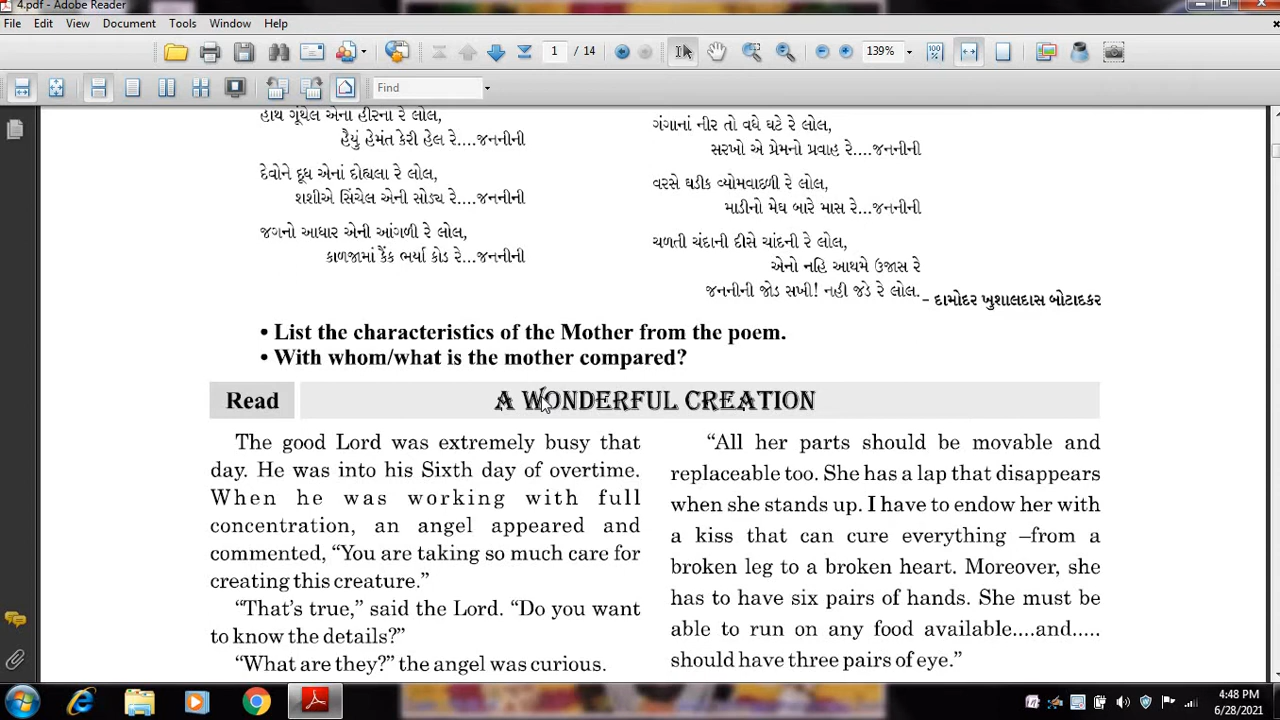 4.pdf - Adobe Reader
File Edit View Document Tools Window Help
1 / 14 139%
Find
હાથ ગૂંથેલ એના હીરના રે લોલ,
હૈયું હેમંત કેરી હેલ રે....જનનીની
દેવોને દૂધ એનાં દોહ્યલા રે લોલ,
શશીએ સિંચેલ એની સોડ્ય રે....જનનીની
જગનો આધાર એની આંગળી રે લોલ,
કાળજામાં કૈંક ભર્યા કોડ રે...જનનીની
ગંગાનાં નીર તો વધે ઘટે રે લોલ,
સરખો એ પ્રેમનો પ્રવાહ રે....જનનીની
વરસે ઘડીક વ્યોમવાદળી રે લોલ,
માડીનો મેઘ બારે માસ રે...જનનીની
ચળતી ચંદાની દીસે ચાંદની રે લોલ,
એનો નહિ આથમે ઉજાસ રે
જનનીની જોડ સખી! નહી જડે રે લોલ.
- દામોદર ખુશાલદાસ બોટાદકર
• List the characteristics of the Mother from the poem.
• With whom/what is the mother compared?
Read A WONDERFUL CREATION
The good Lord was extremely busy that
day. He was into his Sixth day of overtime.
When he was working with full
concentration, an angel appeared and
commented, “You are taking so much care for
creating this creature.”
“That’s true,” said the Lord. “Do you want
to know the details?”
“What are they?” the angel was curious.
“All her parts should be movable and
replaceable too. She has a lap that disappears
when she stands up. I have to endow her with
a kiss that can cure everything –from a
broken leg to a broken heart. Moreover, she
has to have six pairs of hands. She must be
able to run on any food available....and.....
should have three pairs of eye.”
4:48 PM
6/28/2021